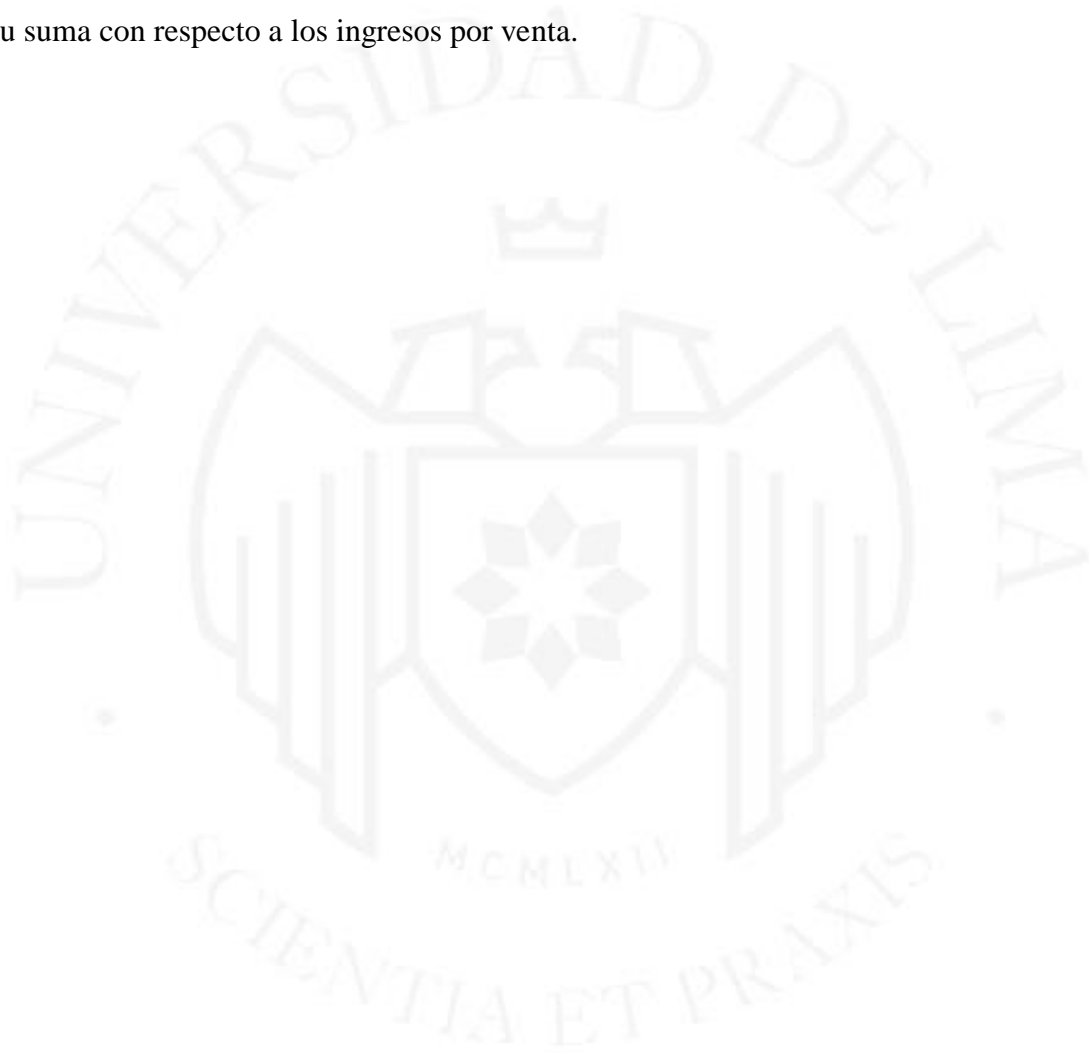 u suma con respecto a los ingresos por venta.
UNIVERSIDAD DE LIMA
MCMLXII
SCIENTIA ET PRAXIS